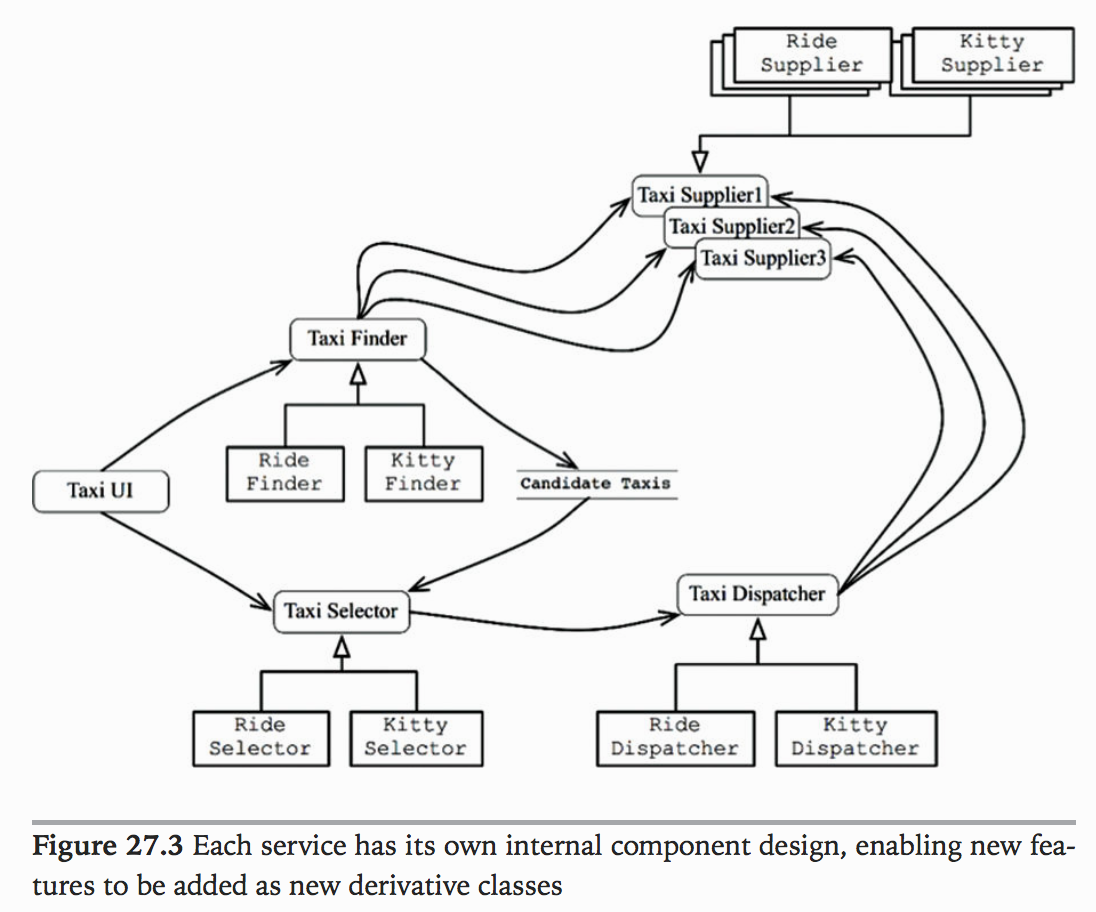 Ride
Supplier
Kitty
Supplier
Taxi Supplier1
Taxi Supplier2
Taxi Supplier3
Taxi Finder
Ride
Finder
Kitty
Finder
Taxi UI
Candidate Taxis
Taxi Selector
Taxi Dispatcher
Ride
Selector
Kitty
Selector
Ride
Dispatcher
Kitty
Dispatcher
Figure 27.3 Each service has its own internal component design, enabling new fea-
tures to be added as new derivative classes